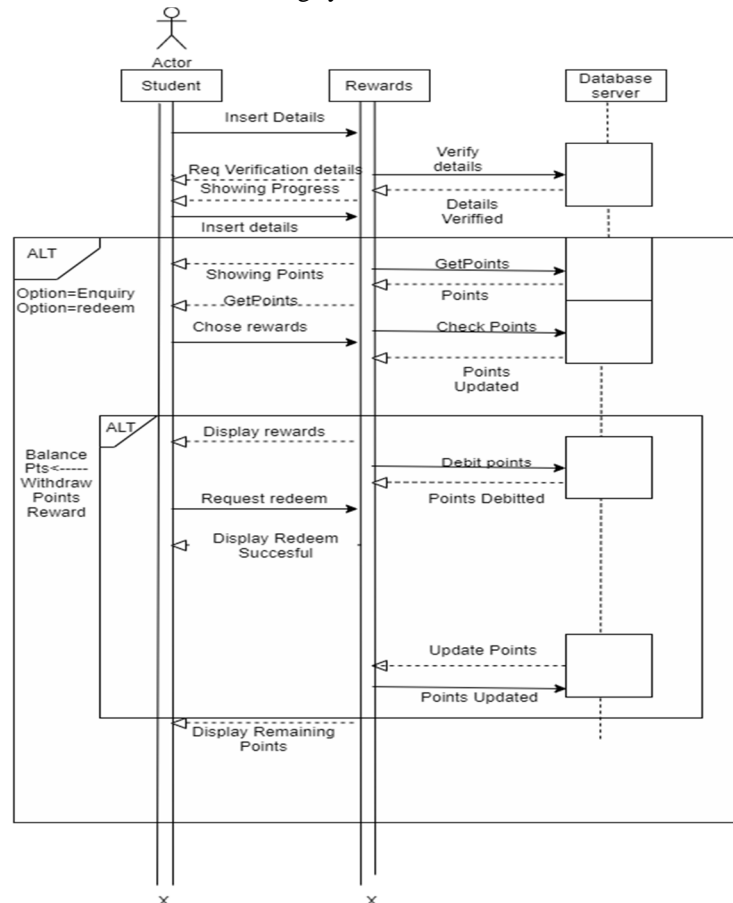 Actor
Student
Rewards
Database
server
Insert Details
Verify
details
Req Verification details
Showing Progress
Details
Veriffied
Insert details
ALT
GetPoints
Showing Points
Points
Option=Enquiry
Option=redeem
GetPoints
Chose rewards
Check Points
Points
Updated
ALT
Display rewards
Balance
Pts<-----
Withdraw
Points
Reward
Debit points
Points Debitted
Request redeem
Display Redeem
Succesful
Update Points
Points Updated
Display Remaining
Points
X
X